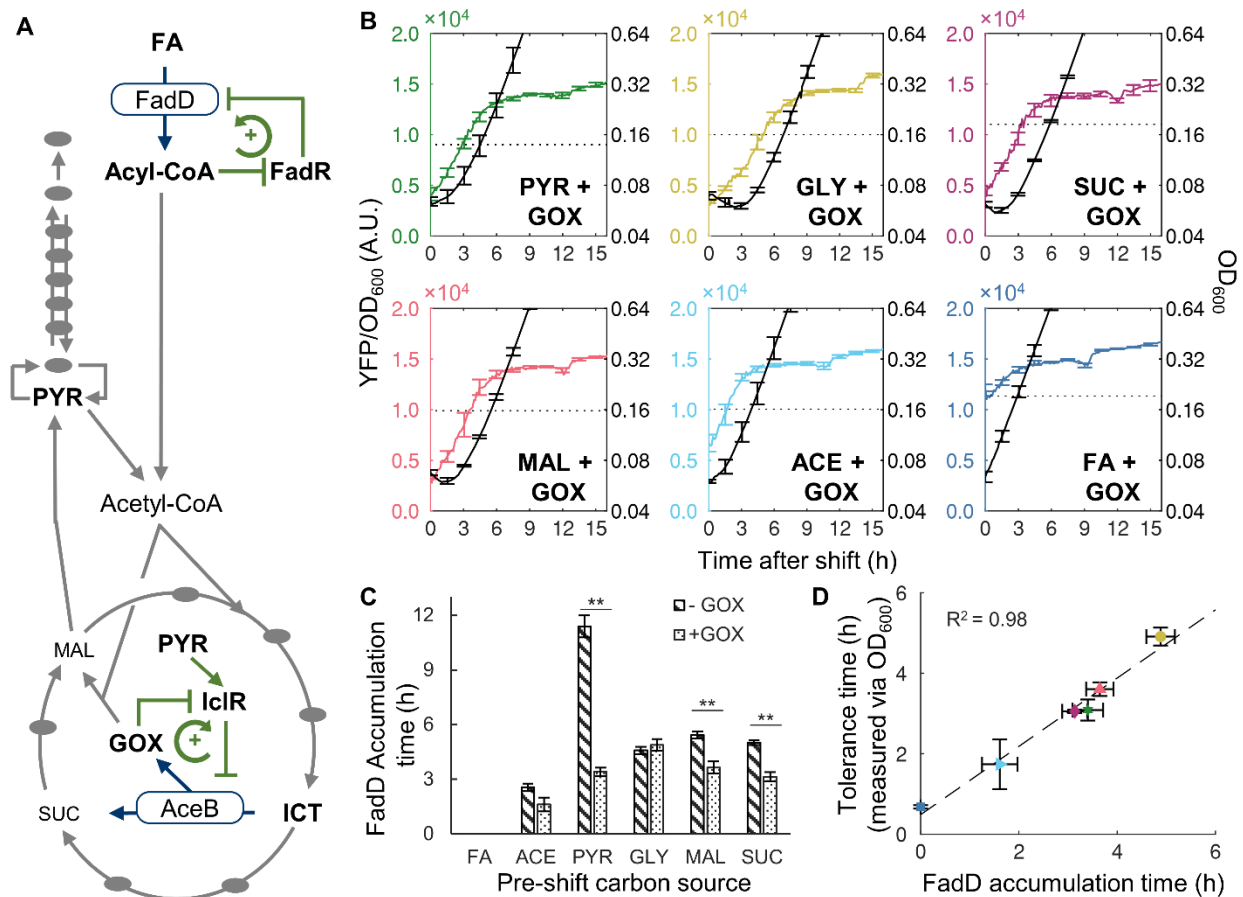 A
FA
FadD
+
Acyl-CoA
FadR
PYR
Acetyl-CoA
MAL
PYR
IclR
GOX
+
SUC
AceB
ICT
B
YFP/OD600 (A.U.)
OD600
×10⁴
2.0
1.5
1.0
0.5
0.0
0.64
0.32
0.16
0.08
0.04
0 3 6 9 12 15
PYR +
GOX
×10⁴
2.0
1.5
1.0
0.5
0.0
0.64
0.32
0.16
0.08
0.04
0 3 6 9 12 15
GLY +
GOX
×10⁴
2.0
1.5
1.0
0.5
0.0
0.64
0.32
0.16
0.08
0.04
0 3 6 9 12 15
SUC +
GOX
×10⁴
2.0
1.5
1.0
0.5
0.0
0.64
0.32
0.16
0.08
0.04
0 3 6 9 12 15
MAL +
GOX
×10⁴
2.0
1.5
1.0
0.5
0.0
0.64
0.32
0.16
0.08
0.04
0 3 6 9 12 15
ACE +
GOX
×10⁴
2.0
1.5
1.0
0.5
0.0
0.64
0.32
0.16
0.08
0.04
0 3 6 9 12 15
FA +
GOX
Time after shift (h)
C
FadD Accumulation
time (h)
12
9
6
3
0
**
**
**
- GOX
+GOX
FA ACE PYR GLY MAL SUC
Pre-shift carbon source
D
Tolerance time (h)
(measured via OD600)
6
4
2
0
R² = 0.98
0 2 4 6
FadD accumulation time (h)